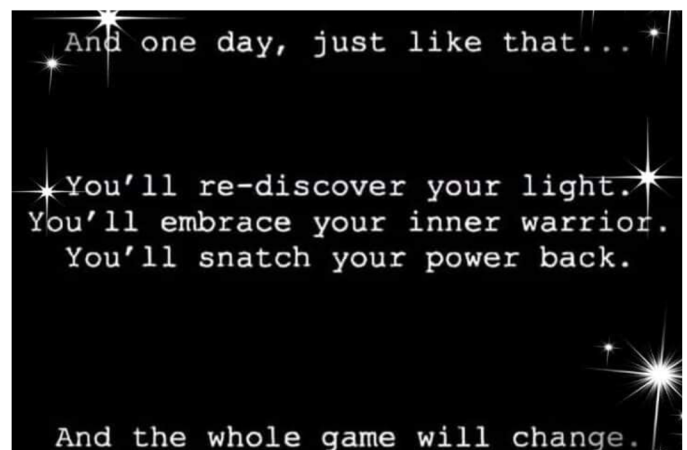 And one day, just like that...
You'll re-discover your light.
You'll embrace your inner warrior.
You'll snatch your power back.
And the whole game will change.